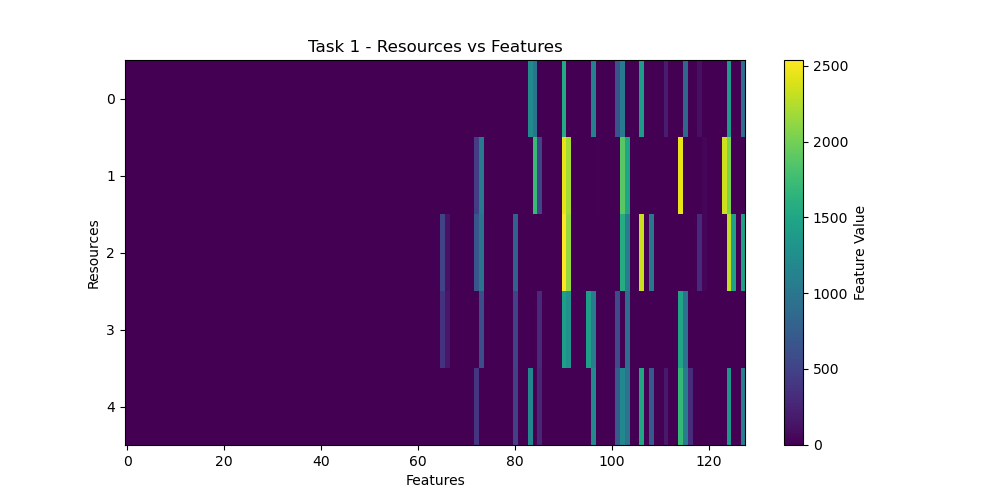 Task 1 - Resources vs Features
0
1
2
3
4
Resources
0 20 40 60 80 100 120
Features
2500
2000
1500
1000
500
0
Feature Value